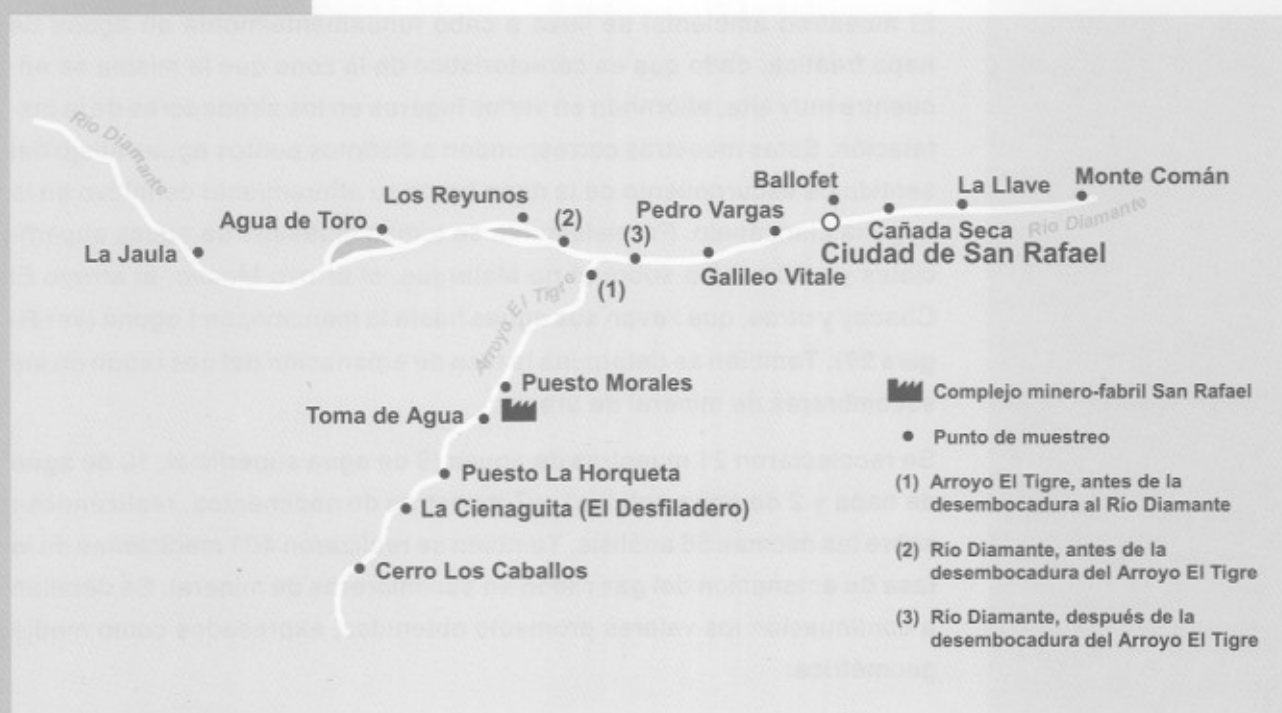 Río Diamante
Ballofet
La Llave
Monte Comán
Los Reyunos
(2)
Pedro Vargas
Agua de Toro
(3)
Cañada Seca
Río Diamante
La Jaula
Ciudad de San Rafael
Galileo Vitale
(1)
Arroyo El Tigre
Puesto Morales
Toma de Agua
Puesto La Horqueta
La Cienaguita (El Desfiladero)
Cerro Los Caballos
Complejo minero-fabril San Rafael
Punto de muestreo
(1) Arroyo El Tigre, antes de la
desembocadura al Río Diamante
(2) Río Diamante, antes de la
desembocadura del Arroyo El Tigre
(3) Río Diamante, después de la
desembocadura del Arroyo El Tigre